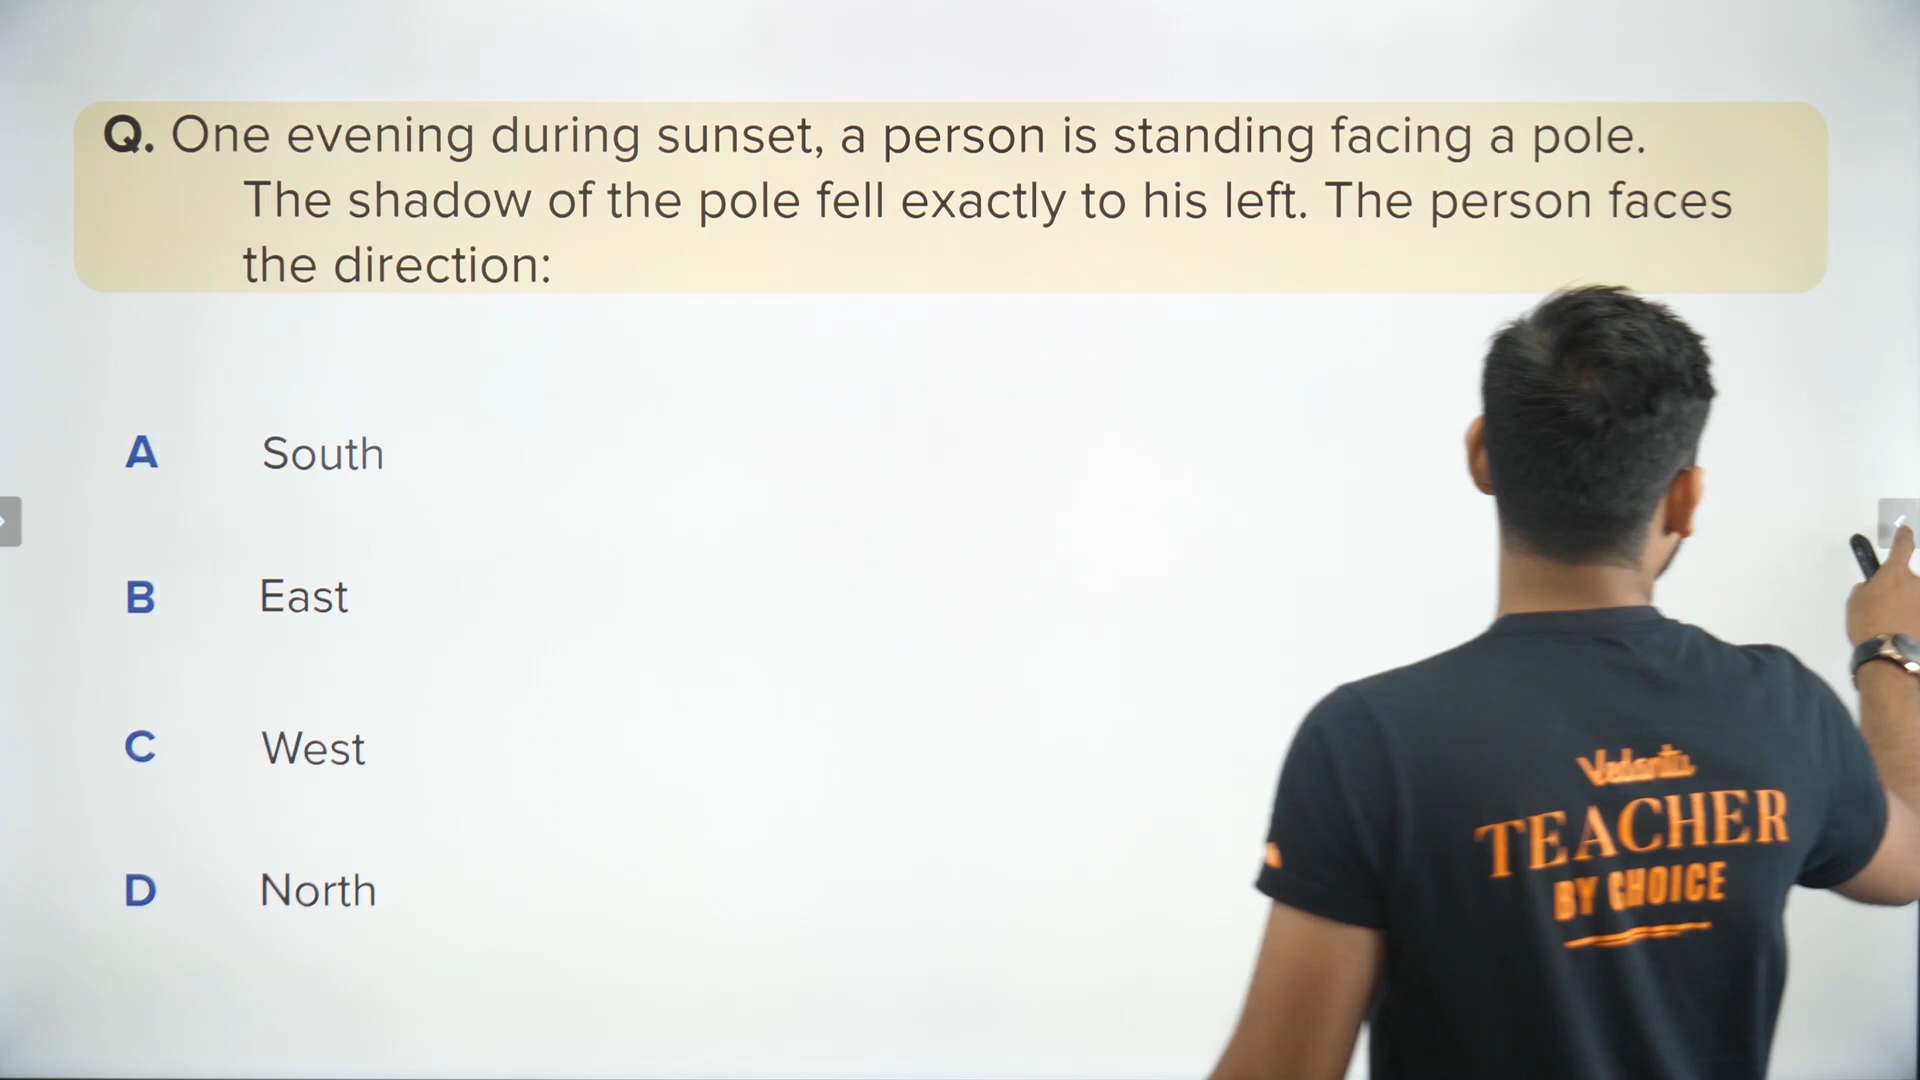 Q. One evening during sunset, a person is standing facing a pole.
The shadow of the pole fell exactly to his left. The person faces
the direction:
A South
B East
C West
D North
Vedantu
TEACHER
BY CHOICE